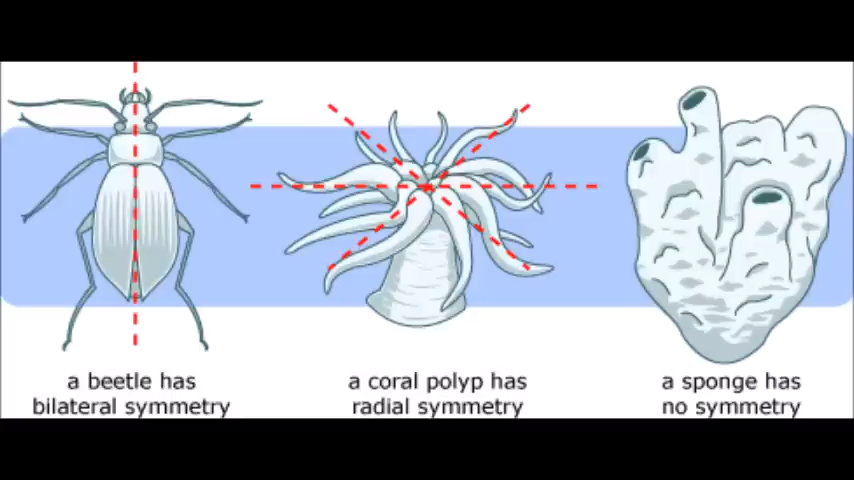 a beetle has
bilateral symmetry
a coral polyp has
radial symmetry
a sponge has
no symmetry